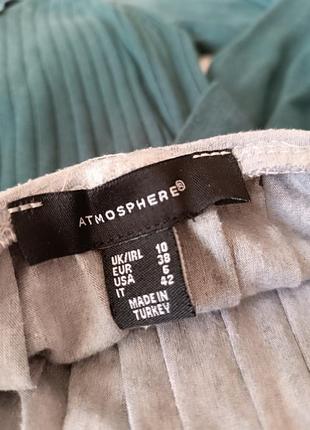 ATMOSPHERE®
UK/IRL 10
EUR 38
USA 6
IT 42
MADE IN
TURKEY